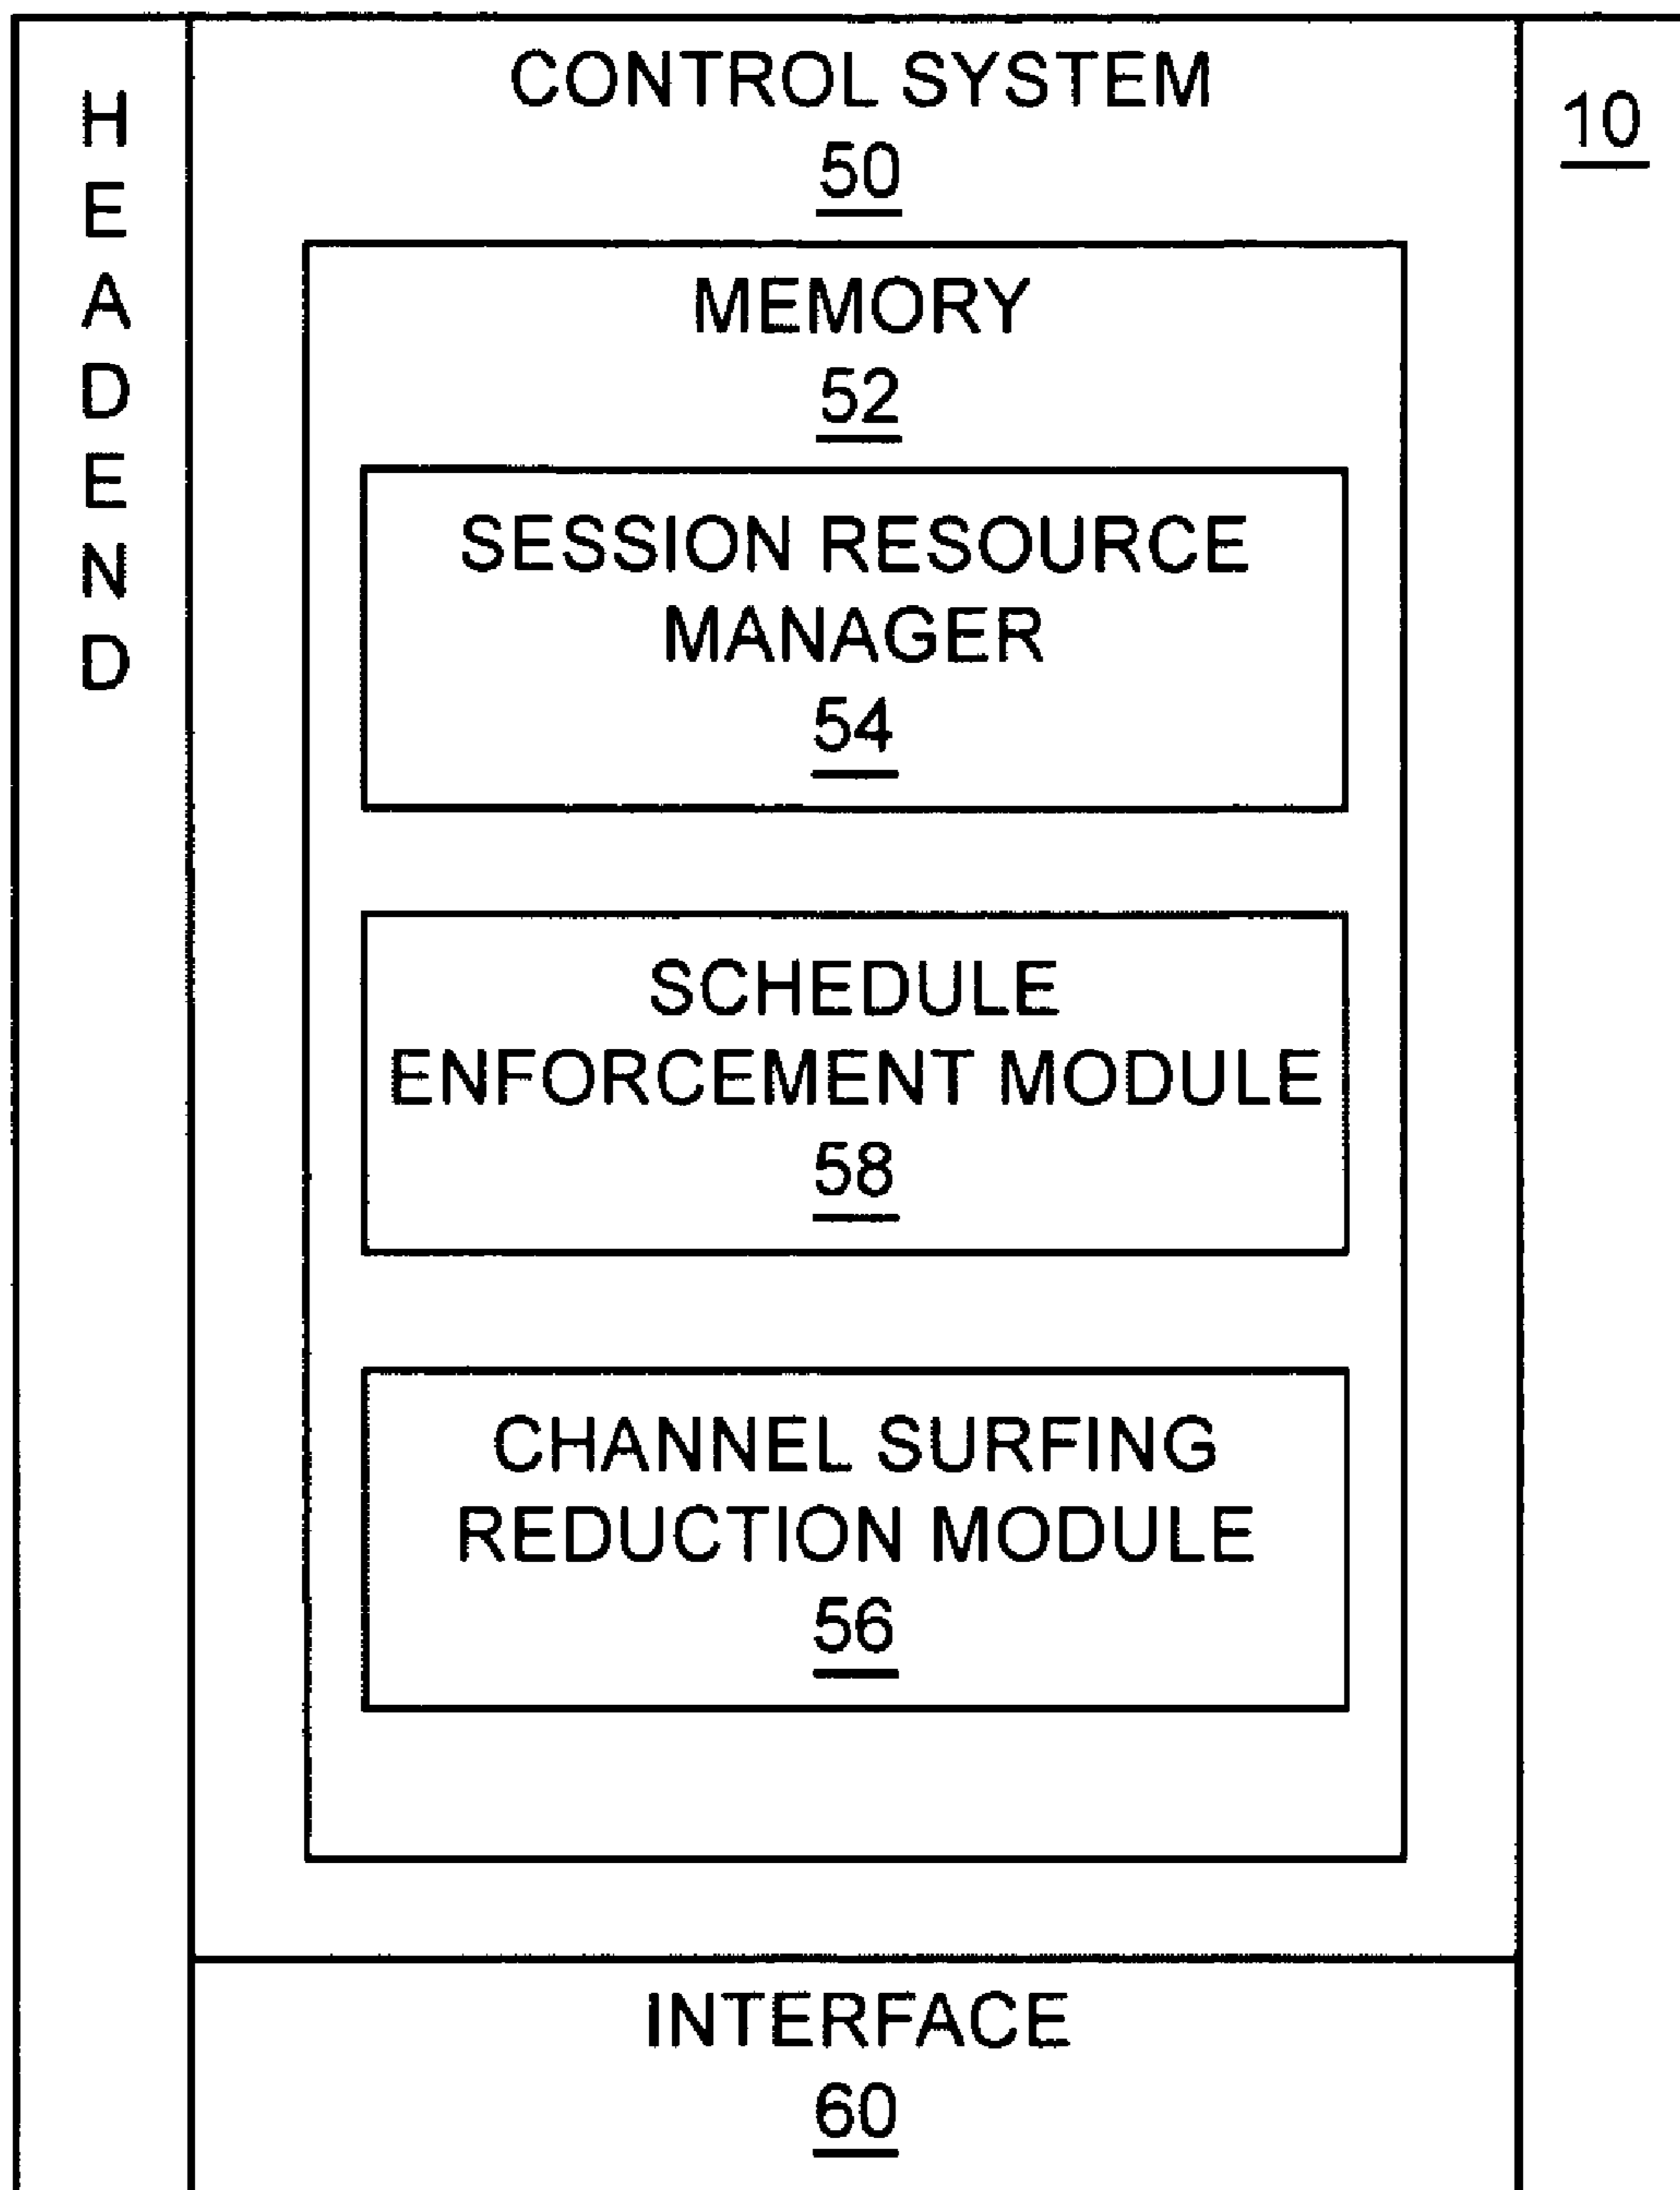 HEADEND
CONTROL SYSTEM
50
10
MEMORY
52
SESSION RESOURCE
MANAGER
54
SCHEDULE
ENFORCEMENT MODULE
58
CHANNEL SURFING
REDUCTION MODULE
56
INTERFACE
60